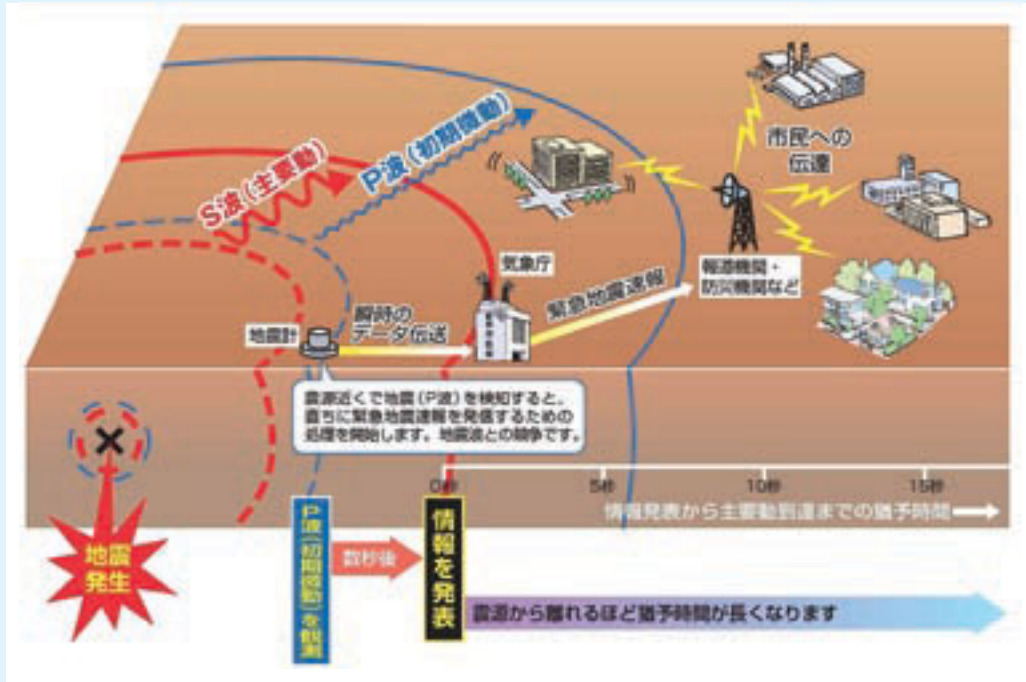 S波(主要動)
P波(初期微動)
市民への
伝達
気象庁
緊急地震速報
報道機関・
防災機関など
地震計
瞬時の
データ伝送
震源近くで地震(P波)を検知すると、
直ちに緊急地震速報を発信するための
処理を開始します。地震波との競争です。
0秒
5秒
10秒
15秒
情報発表から主要動到達までの猶予時間
地震
発生
P波(初期微動)を観測
数秒後
情報を発表
震源から離れるほど猶予時間が長くなります